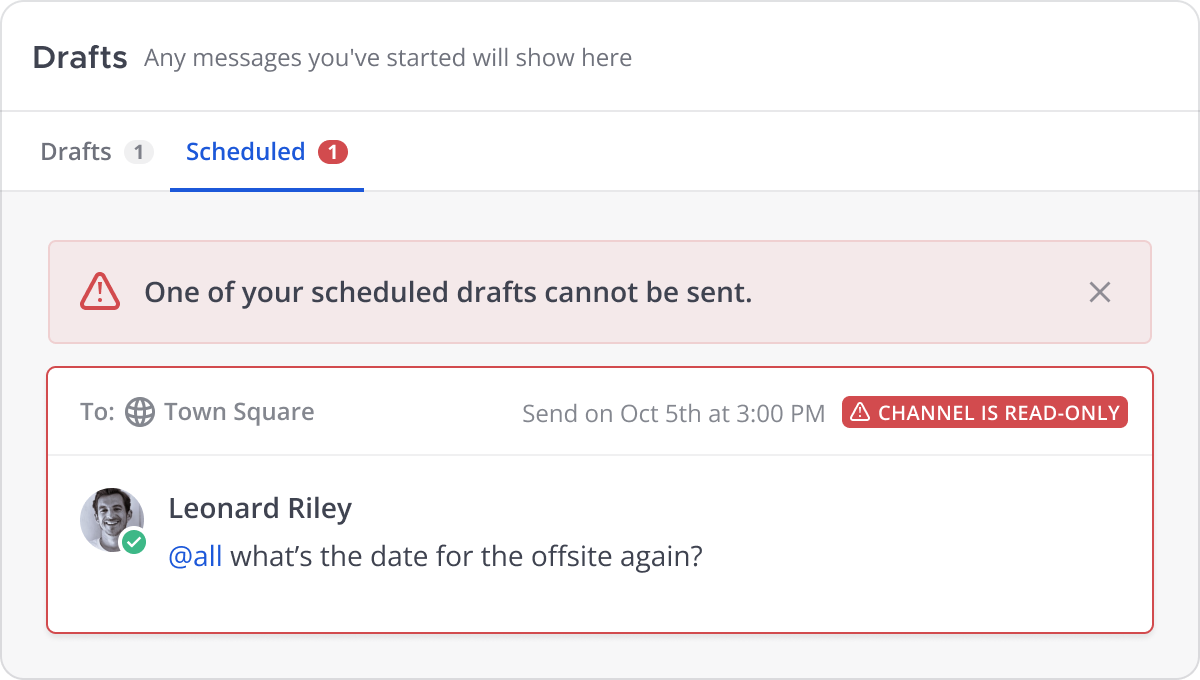 Drafts Any messages you've started will show here
Drafts 1 Scheduled 1
One of your scheduled drafts cannot be sent.
To: Town Square Send on Oct 5th at 3:00 PM CHANNEL IS READ-ONLY
Leonard Riley
@all what’s the date for the offsite again?